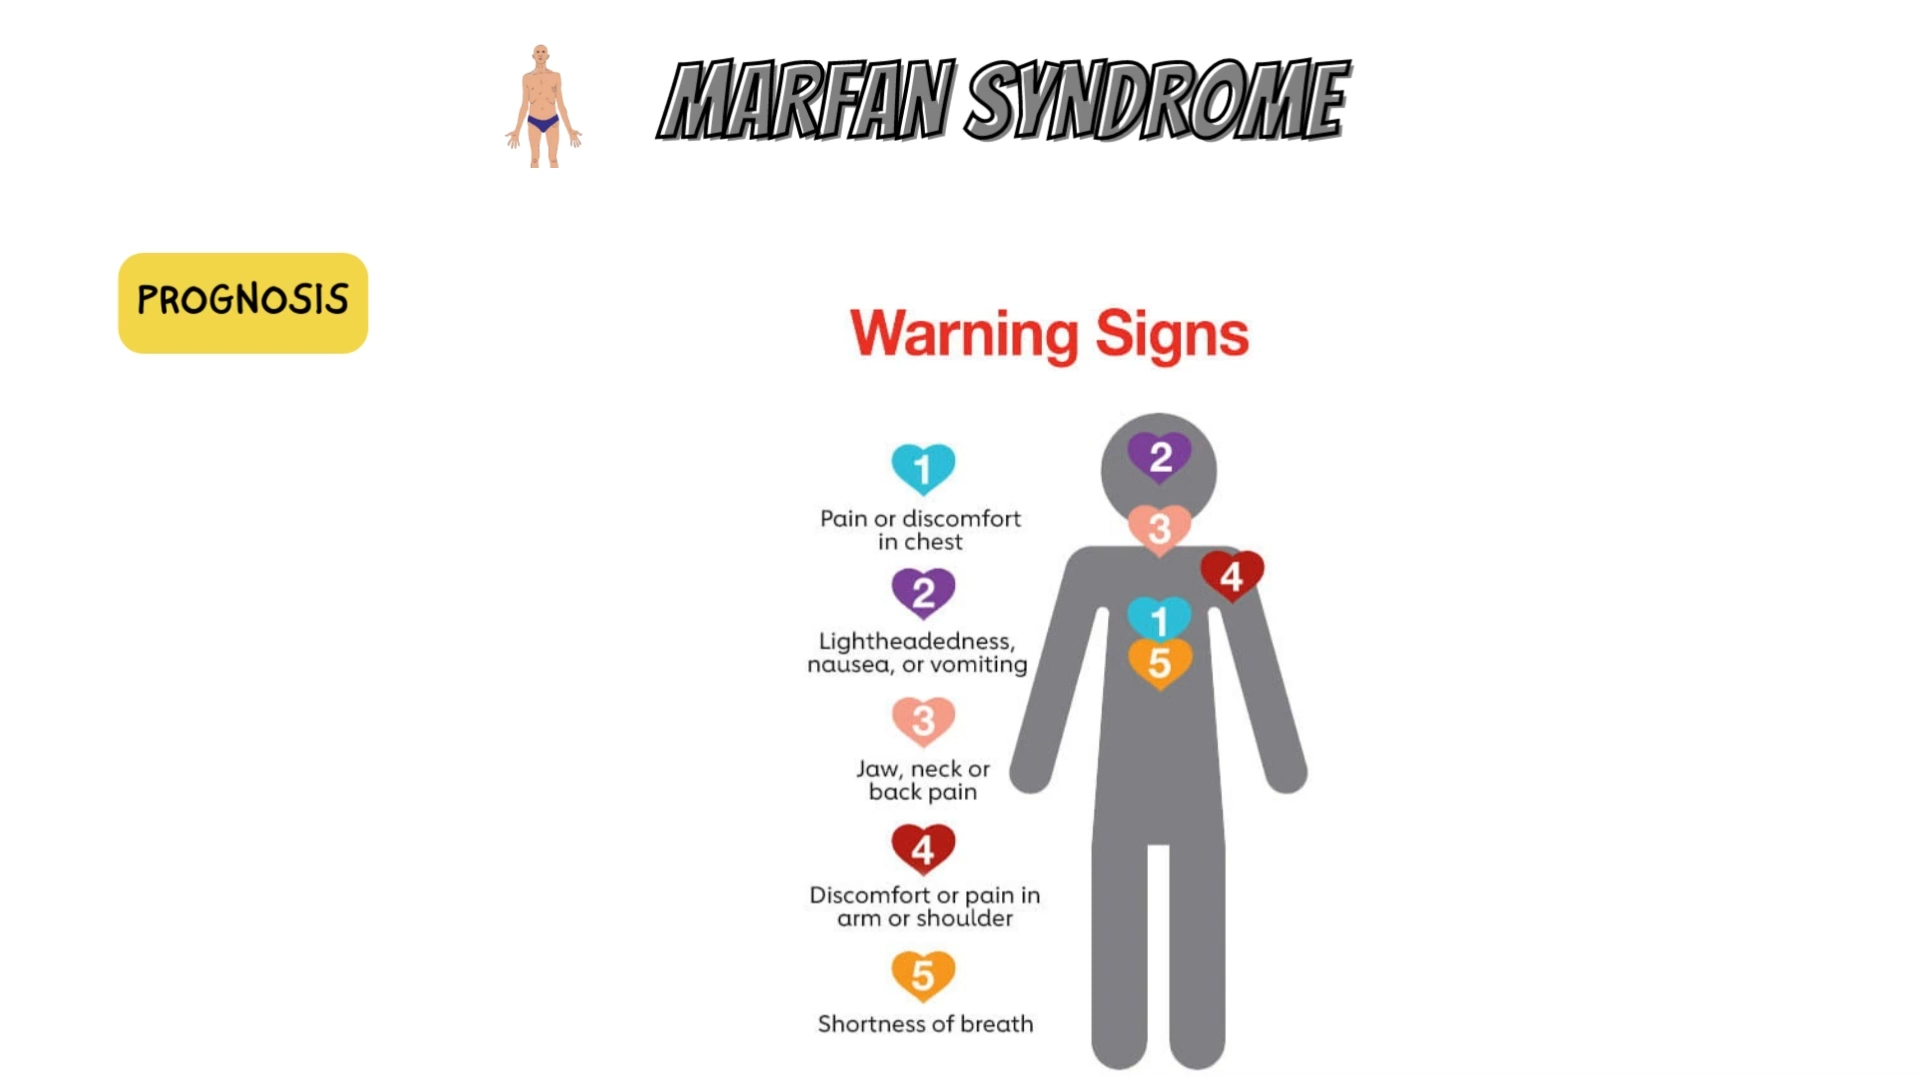 MARFAN SYNDROME
PROGNOSIS
Warning Signs
1
Pain or discomfort
in chest
2
Lightheadedness,
nausea, or vomiting
3
Jaw, neck or
back pain
4
Discomfort or pain in
arm or shoulder
5
Shortness of breath
2
3
4
1
5